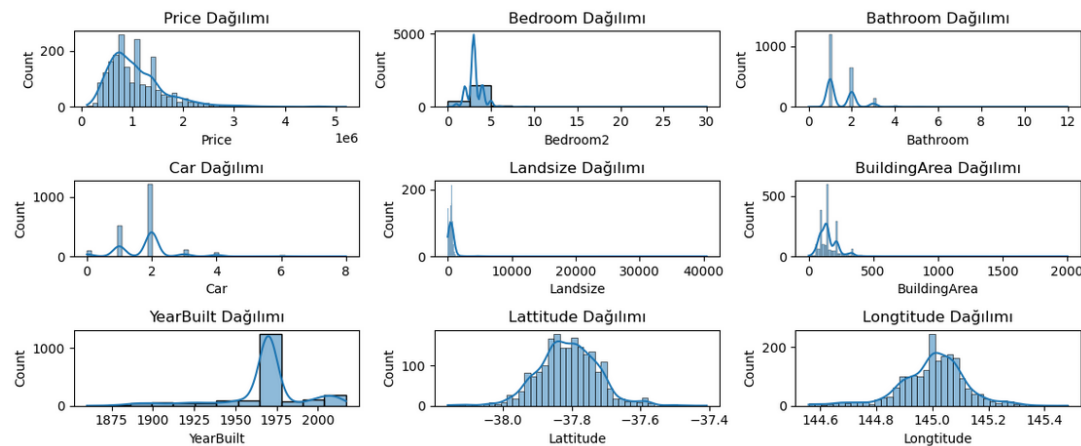 Price Dağılımı
Bedroom Dağılımı
Bathroom Dağılımı
200
0
Count
0 1 2 3 4 5
1e6
Price
5000
0
Count
0 5 10 15 20 25 30
Bedroom2
1000
0
Count
0 2 4 6 8 10 12
Bathroom
Car Dağılımı
Landsize Dağılımı
BuildingArea Dağılımı
1000
0
Count
0 2 4 6 8
Car
200
0
Count
0 10000 20000 30000 40000
Landsize
500
0
Count
0 500 1000 1500 2000
BuildingArea
YearBuilt Dağılımı
Lattitude Dağılımı
Longtitude Dağılımı
1000
0
Count
1875 1900 1925 1950 1975 2000
YearBuilt
100
0
Count
−38.0 −37.8 −37.6 −37.4
Lattitude
200
0
Count
144.6 144.8 145.0 145.2 145.4
Longtitude